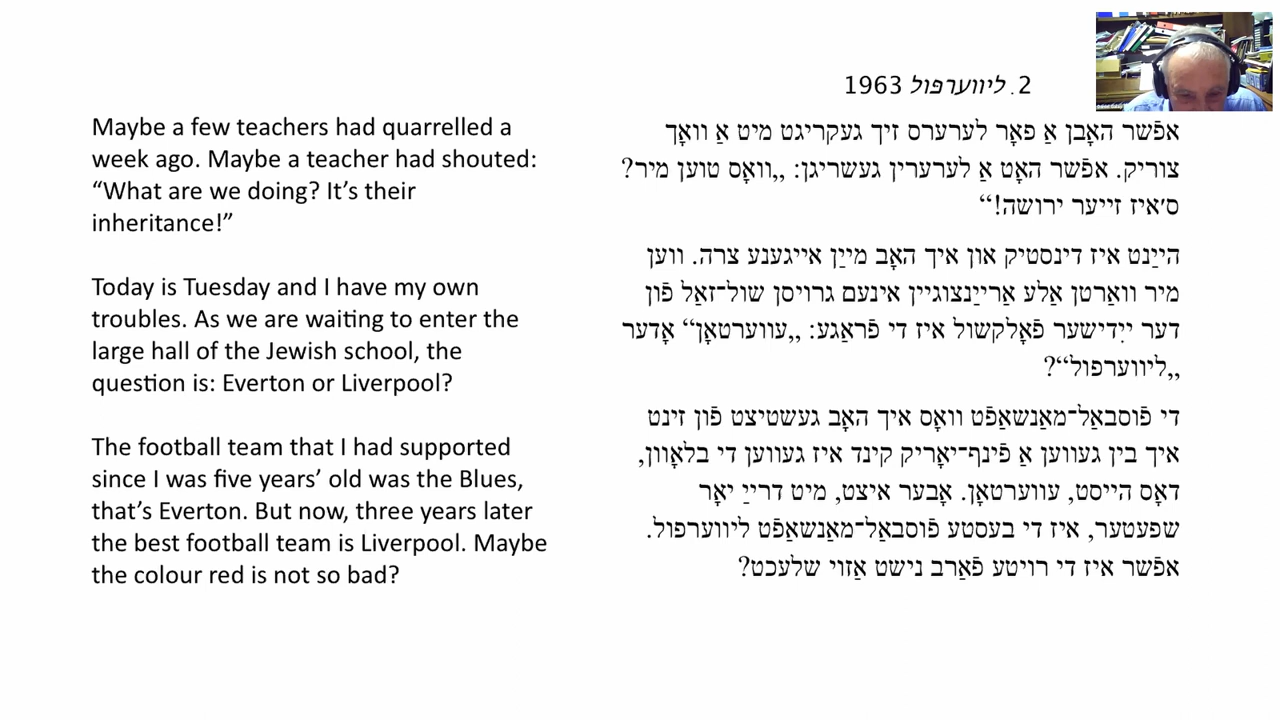 Maybe a few teachers had quarrelled a
week ago. Maybe a teacher had shouted:
“What are we doing? It’s their
inheritance!”
Today is Tuesday and I have my own
troubles. As we are waiting to enter the
large hall of the Jewish school, the
question is: Everton or Liverpool?
The football team that I had supported
since I was five years’ old was the Blues,
that’s Everton. But now, three years later
the best football team is Liverpool. Maybe
the colour red is not so bad?
2. ליווערפּול 1963
אפֿשר האָבן אַ פּאָר לערערס זיך געקריגט מיט אַ וואָך
צוריק. אפֿשר האָט אַ לערערין געשריגן: „וואָס טוען מיר?
ס׳איז זייער ירושה!“
הײַנט איז דינסטיק און איך האָב מײַן אייגענע צרה. ווען
מיר וואַרטן אַלע אַרײַנצוגיין אינעם גרויסן שול־זאַל פֿון
דער ייִדישער פֿאָלקשול איז די פֿראַגע: „עווערטאָן“ אָדער
„ליווערפּול“?
די פֿוסבאַל־מאַנשאַפֿט וואָס איך האָב געשטיצט פֿון זינט
איך בין געווען אַ פֿינף־יאָריק קינד איז געווען די בלאָוון,
דאָס הייסט, עווערטאָן. אָבער איצט, מיט דרײַ יאָר
שפּעטער, איז די בעסטע פֿוסבאַל־מאַנשאַפֿט ליווערפּול.
אפֿשר איז די רויטע פֿאַרב נישט אַזוי שלעכט?